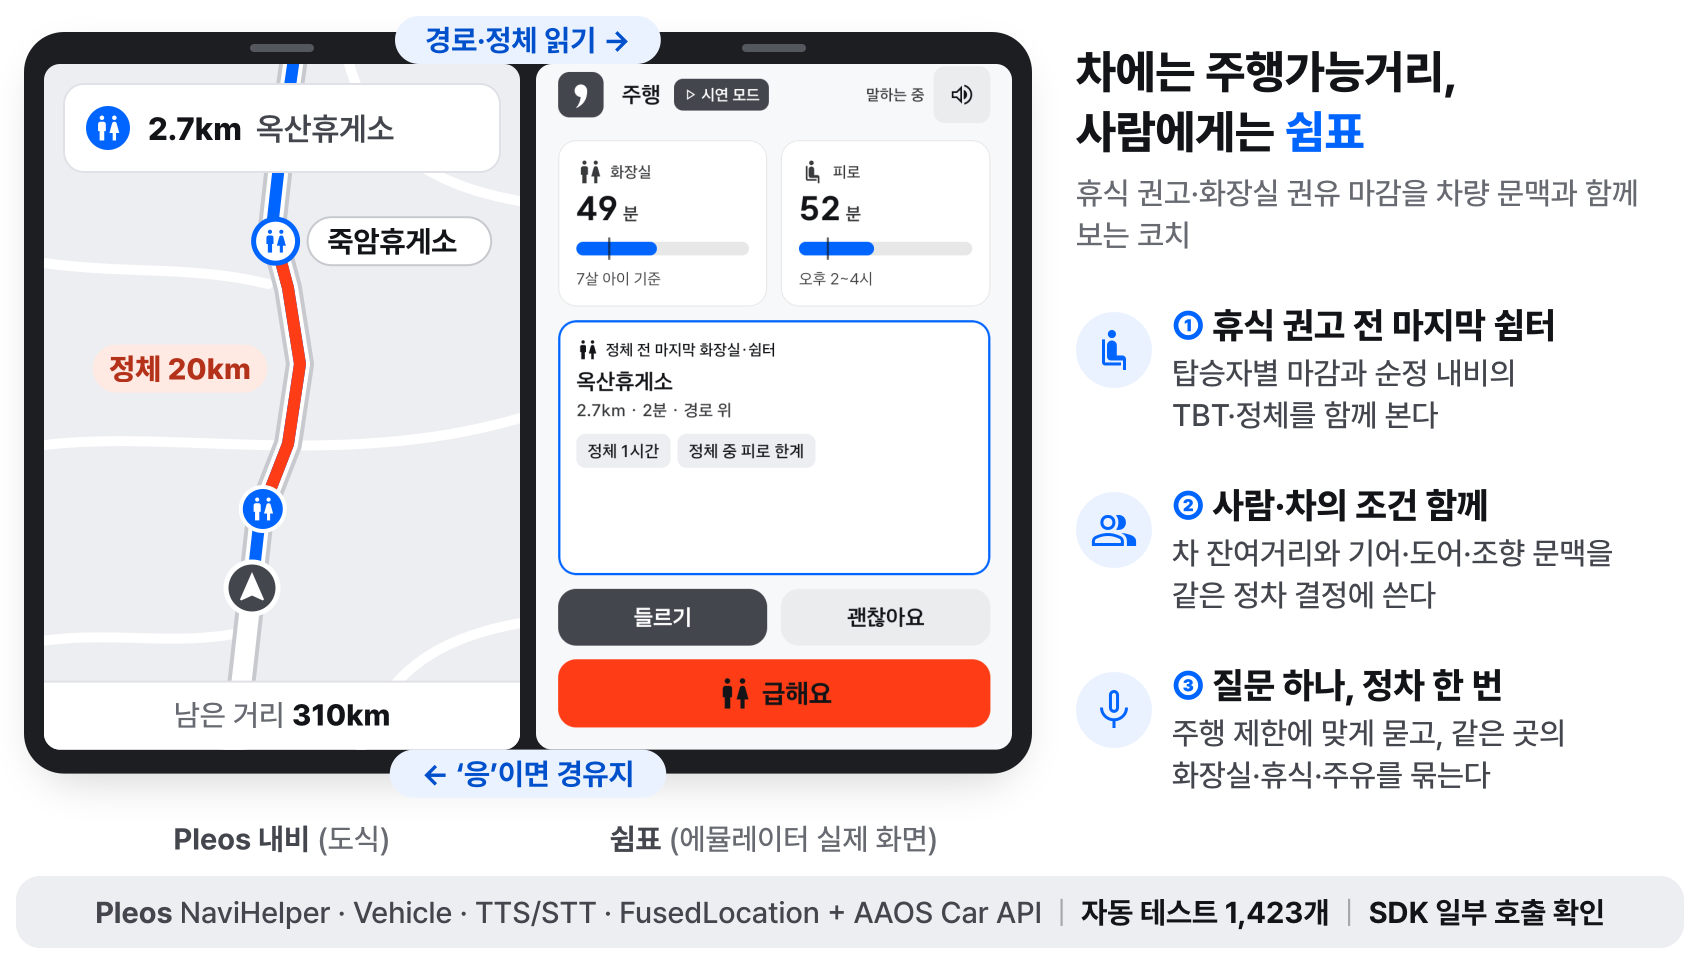 경로·정체 읽기 →
2.7km 옥산휴게소
죽암휴게소
정체 20km
남은 거리 310km
주행
시연 모드
말하는 중
화장실
49 분
7살 아이 기준
피로
52 분
오후 2~4시
정체 전 마지막 화장실·쉼터
옥산휴게소
2.7km · 2분 · 경로 위
정체 1시간
정체 중 피로 한계
들르기
괜찮아요
급해요
← ‘응’이면 경유지
Pleos 내비 (도식)
쉼표 (에뮬레이터 실제 화면)
차에는 주행가능거리,
사람에게는 쉼표
휴식 권고·화장실 권유 마감을 차량 문맥과 함께
보는 코치
① 휴식 권고 전 마지막 쉼터
탑승자별 마감과 순정 내비의
TBT·정체를 함께 본다
② 사람·차의 조건 함께
차 잔여거리와 기어·도어·조향 문맥을
같은 정차 결정에 쓴다
③ 질문 하나, 정차 한 번
주행 제한에 맞게 묻고, 같은 곳의
화장실·휴식·주유를 묶는다
Pleos NaviHelper · Vehicle · TTS/STT · FusedLocation + AAOS Car API | 자동 테스트 1,423개 | SDK 일부 호출 확인